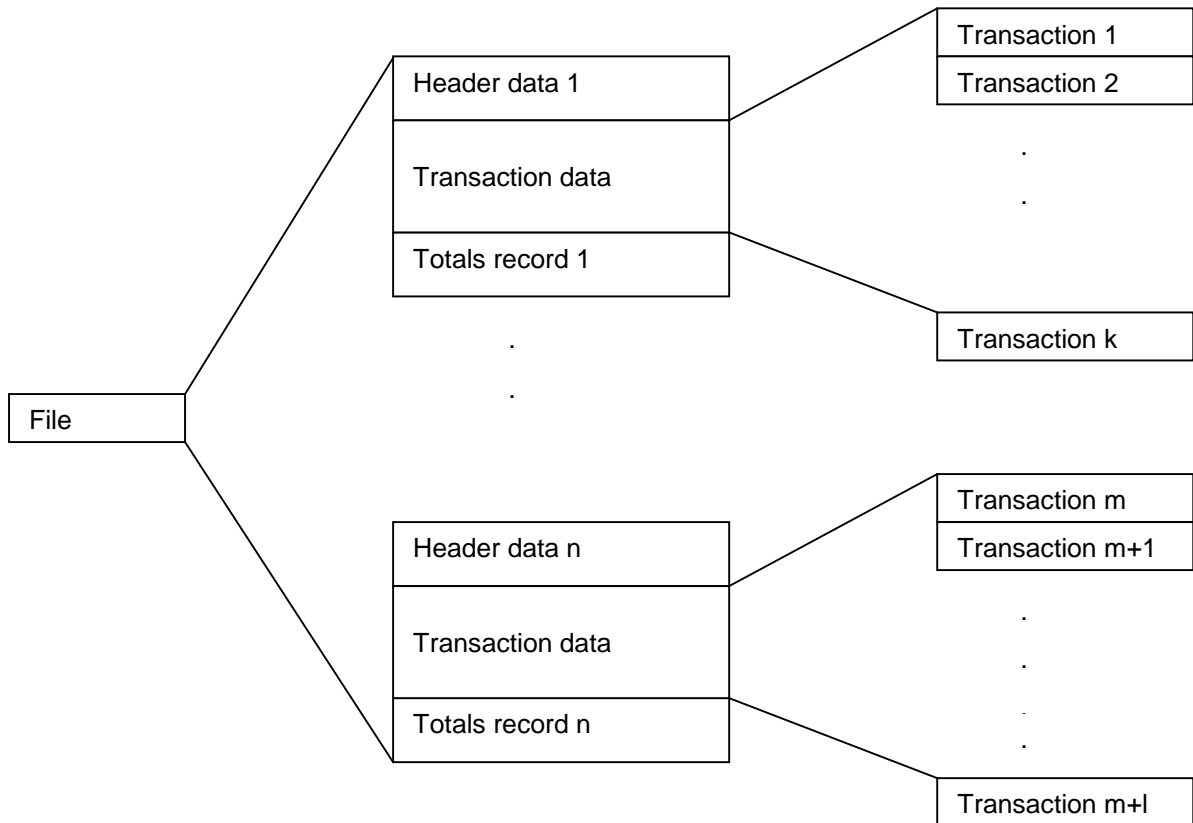 File
Header data 1
Transaction data
Totals record 1
.
.
Header data n
Transaction data
Totals record n
Transaction 1
Transaction 2
.
.
Transaction k
Transaction m
Transaction m+1
.
.
.
.
Transaction m+l